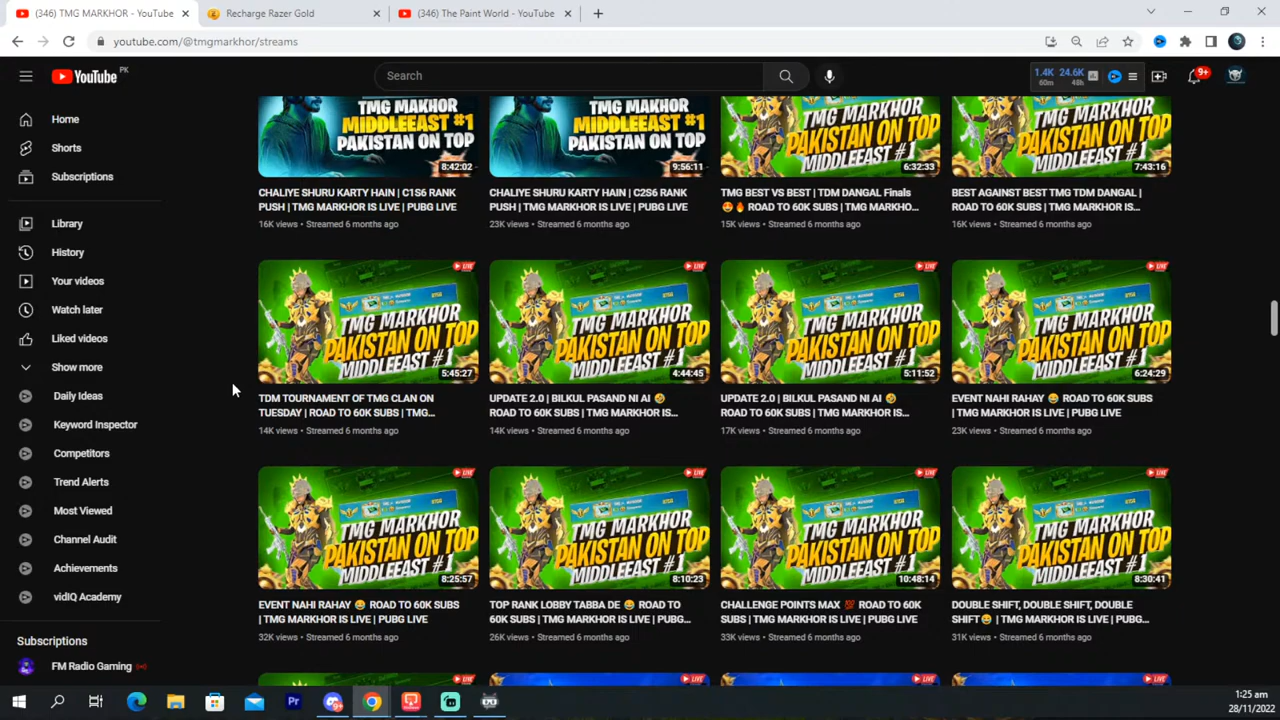 (346) TMG MARKHOR - YouTube
Recharge Razer Gold
(346) The Paint World - YouTube
youtube.com/@tmgmarkhor/streams
YouTube PK
Search
1.4K 60m 24.6K 48h
9+
Home
Shorts
Subscriptions
Library
History
Your videos
Watch later
Liked videos
Show more
Daily Ideas
Keyword Inspector
Competitors
Trend Alerts
Most Viewed
Channel Audit
Achievements
vidIQ Academy
Subscriptions
FM Radio Gaming
TMG MAKHOR
MIDDLEEAST #1
PAKISTAN ON TOP
8:42:02
TMG MAKHOR
MIDDLEEAST #1
PAKISTAN ON TOP
9:56:11
TMG MARKHOR
PAKISTAN ON TOP
MIDDLEEAST #1
6:32:33
TMG MARKHOR
PAKISTAN ON TOP
MIDDLEEAST #1
7:43:16
CHALIYE SHURU KARTY HAIN | C1S6 RANK
PUSH | TMG MARKHOR IS LIVE | PUBG LIVE
16K views • Streamed 6 months ago
CHALIYE SHURU KARTY HAIN | C2S6 RANK
PUSH | TMG MARKHOR IS LIVE | PUBG LIVE
23K views • Streamed 6 months ago
TMG BEST VS BEST | TDM DANGAL Finals
😍🔥 ROAD TO 60K SUBS | TMG MARKHO...
15K views • Streamed 6 months ago
BEST AGAINST BEST TMG TDM DANGAL |
ROAD TO 60K SUBS | TMG MARKHOR IS...
16K views • Streamed 6 months ago
LIVE
TMG MARKHOR
PAKISTAN ON TOP
MIDDLEEAST #1
5:45:27
LIVE
TMG MARKHOR
PAKISTAN ON TOP
MIDDLEEAST #1
4:44:45
LIVE
TMG MARKHOR
PAKISTAN ON TOP
MIDDLEEAST #1
5:11:52
LIVE
TMG MARKHOR
PAKISTAN ON TOP
MIDDLEEAST #1
6:24:29
TDM TOURNAMENT OF TMG CLAN ON
TUESDAY | ROAD TO 60K SUBS | TMG...
14K views • Streamed 6 months ago
UPDATE 2.0 | BILKUL PASAND NI AI 🤣
ROAD TO 60K SUBS | TMG MARKHOR IS...
14K views • Streamed 6 months ago
UPDATE 2.0 | BILKUL PASAND NI AI 🤣
ROAD TO 60K SUBS | TMG MARKHOR IS...
17K views • Streamed 6 months ago
EVENT NAHI RAHAY 😂 ROAD TO 60K SUBS
| TMG MARKHOR IS LIVE | PUBG LIVE
23K views • Streamed 6 months ago
LIVE
TMG MARKHOR
PAKISTAN ON TOP
MIDDLEEAST #1
8:25:57
LIVE
TMG MARKHOR
PAKISTAN ON TOP
MIDDLEEAST #1
8:10:23
LIVE
TMG MARKHOR
PAKISTAN ON TOP
MIDDLEEAST #1
10:48:14
LIVE
TMG MARKHOR
PAKISTAN ON TOP
MIDDLEEAST #1
8:30:41
EVENT NAHI RAHAY 😂 ROAD TO 60K SUBS
| TMG MARKHOR IS LIVE | PUBG LIVE
32K views • Streamed 6 months ago
TOP RANK LOBBY TABBA DE 😂 ROAD TO
60K SUBS | TMG MARKHOR IS LIVE | PUBG...
26K views • Streamed 6 months ago
CHALLENGE POINTS MAX 💯 ROAD TO 60K
SUBS | TMG MARKHOR IS LIVE | PUBG LIVE
33K views • Streamed 6 months ago
DOUBLE SHIFT, DOUBLE SHIFT, DOUBLE
SHIFT😂 | TMG MARKHOR IS LIVE | PUBG...
31K views • Streamed 6 months ago
LIVE
LIVE
LIVE
LIVE
Pr
1:25 am
28/11/2022